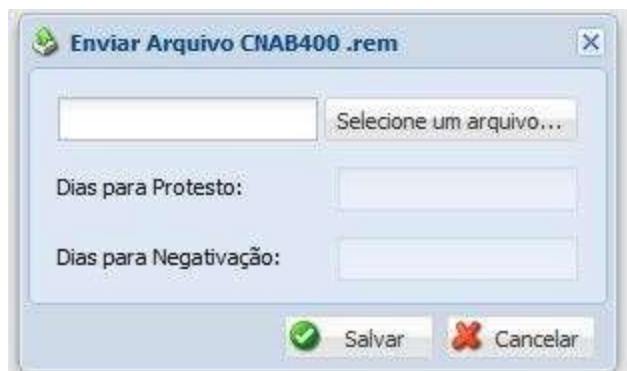 Enviar Arquivo CNAB400 .rem
Selecione um arquivo...
Dias para Protesto:
Dias para Negativação:
Salvar Cancelar